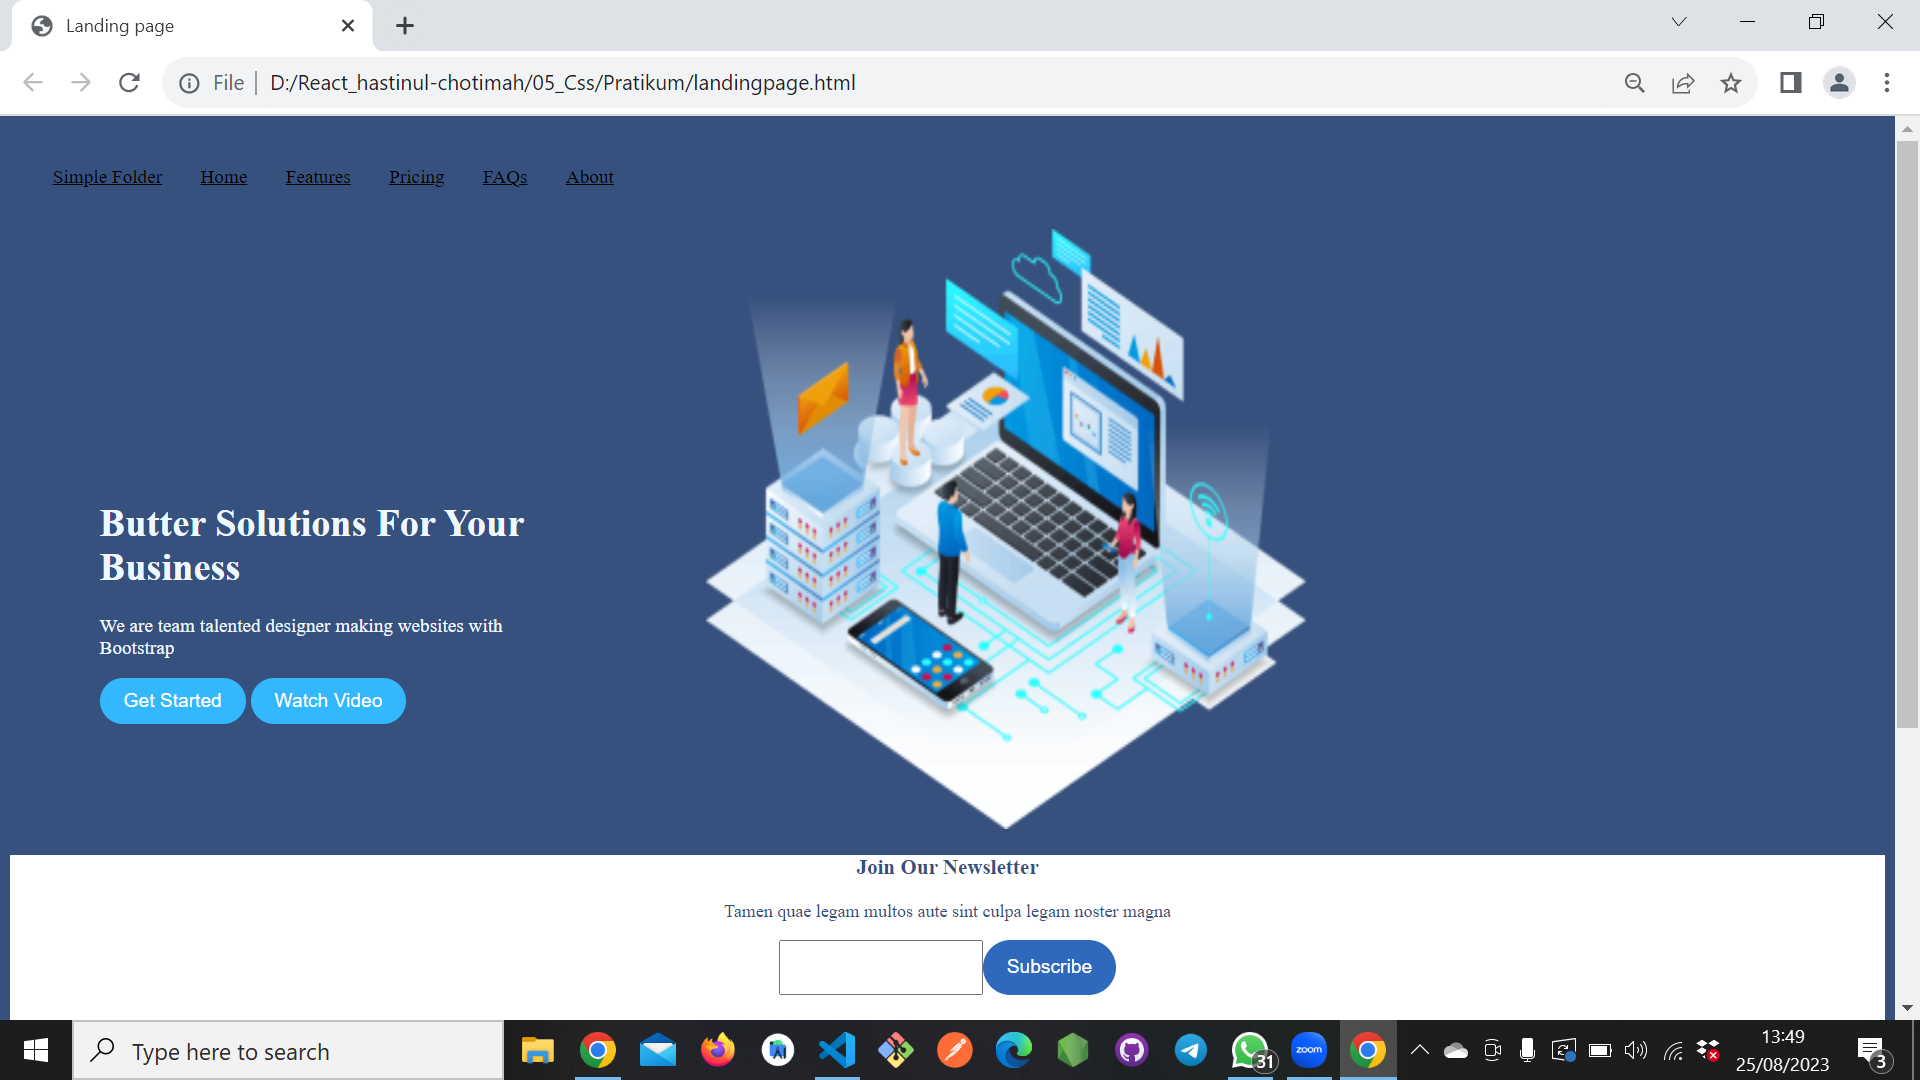 Landing page
File
D:/React_hastinul-chotimah/05_Css/Pratikum/landingpage.html
Simple Folder Home Features Pricing FAQs About
Butter Solutions For Your
Business
We are team talented designer making websites with
Bootstrap
Get Started Watch Video
Join Our Newsletter
Tamen quae legam multos aute sint culpa legam noster magna
Subscribe
Type here to search
31
zoom
13:49
25/08/2023
3